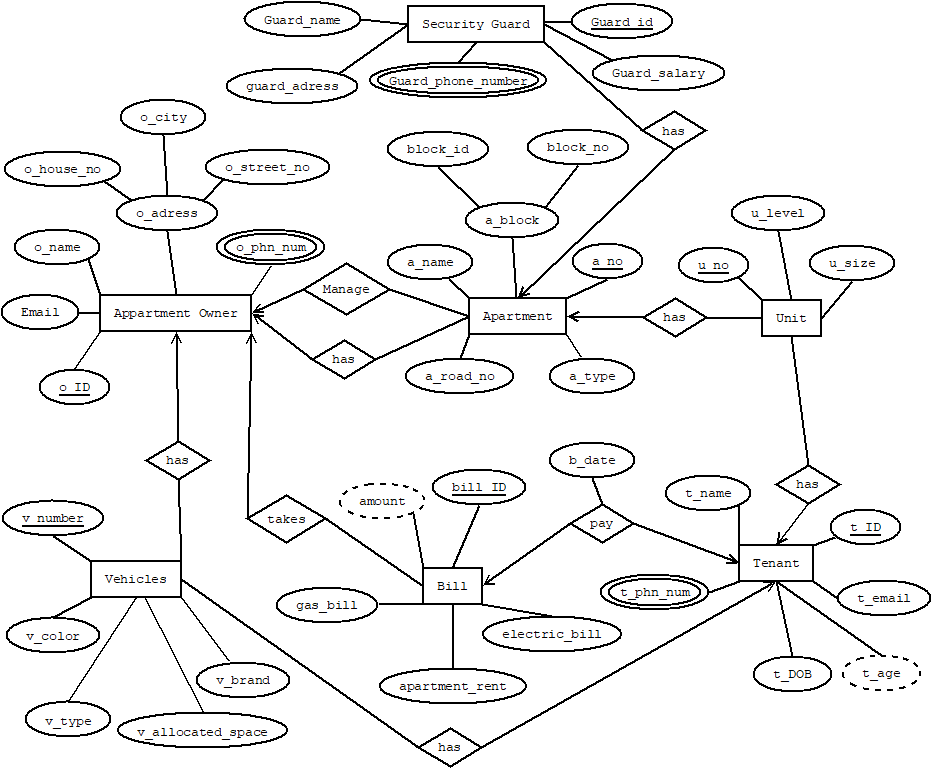 Guard_name
Security Guard
Guard_id
guard_adress
Guard_phone_number
Guard_salary
o_city
has
block_id
block_no
o_house_no
o_street_no
o_adress
a_block
u_level
o_name
o_phn_num
a_name
a_no
u_no
u_size
Manage
Email
Appartment Owner
Apartment
has
Unit
has
o_ID
a_road_no
a_type
has
b_date
has
amount
bill_ID
t_name
v_number
takes
pay
t_ID
Vehicles
Bill
Tenant
gas_bill
t_phn_num
t_email
v_color
electric_bill
v_brand
apartment_rent
t_DOB
t_age
v_type
v_allocated_space
has